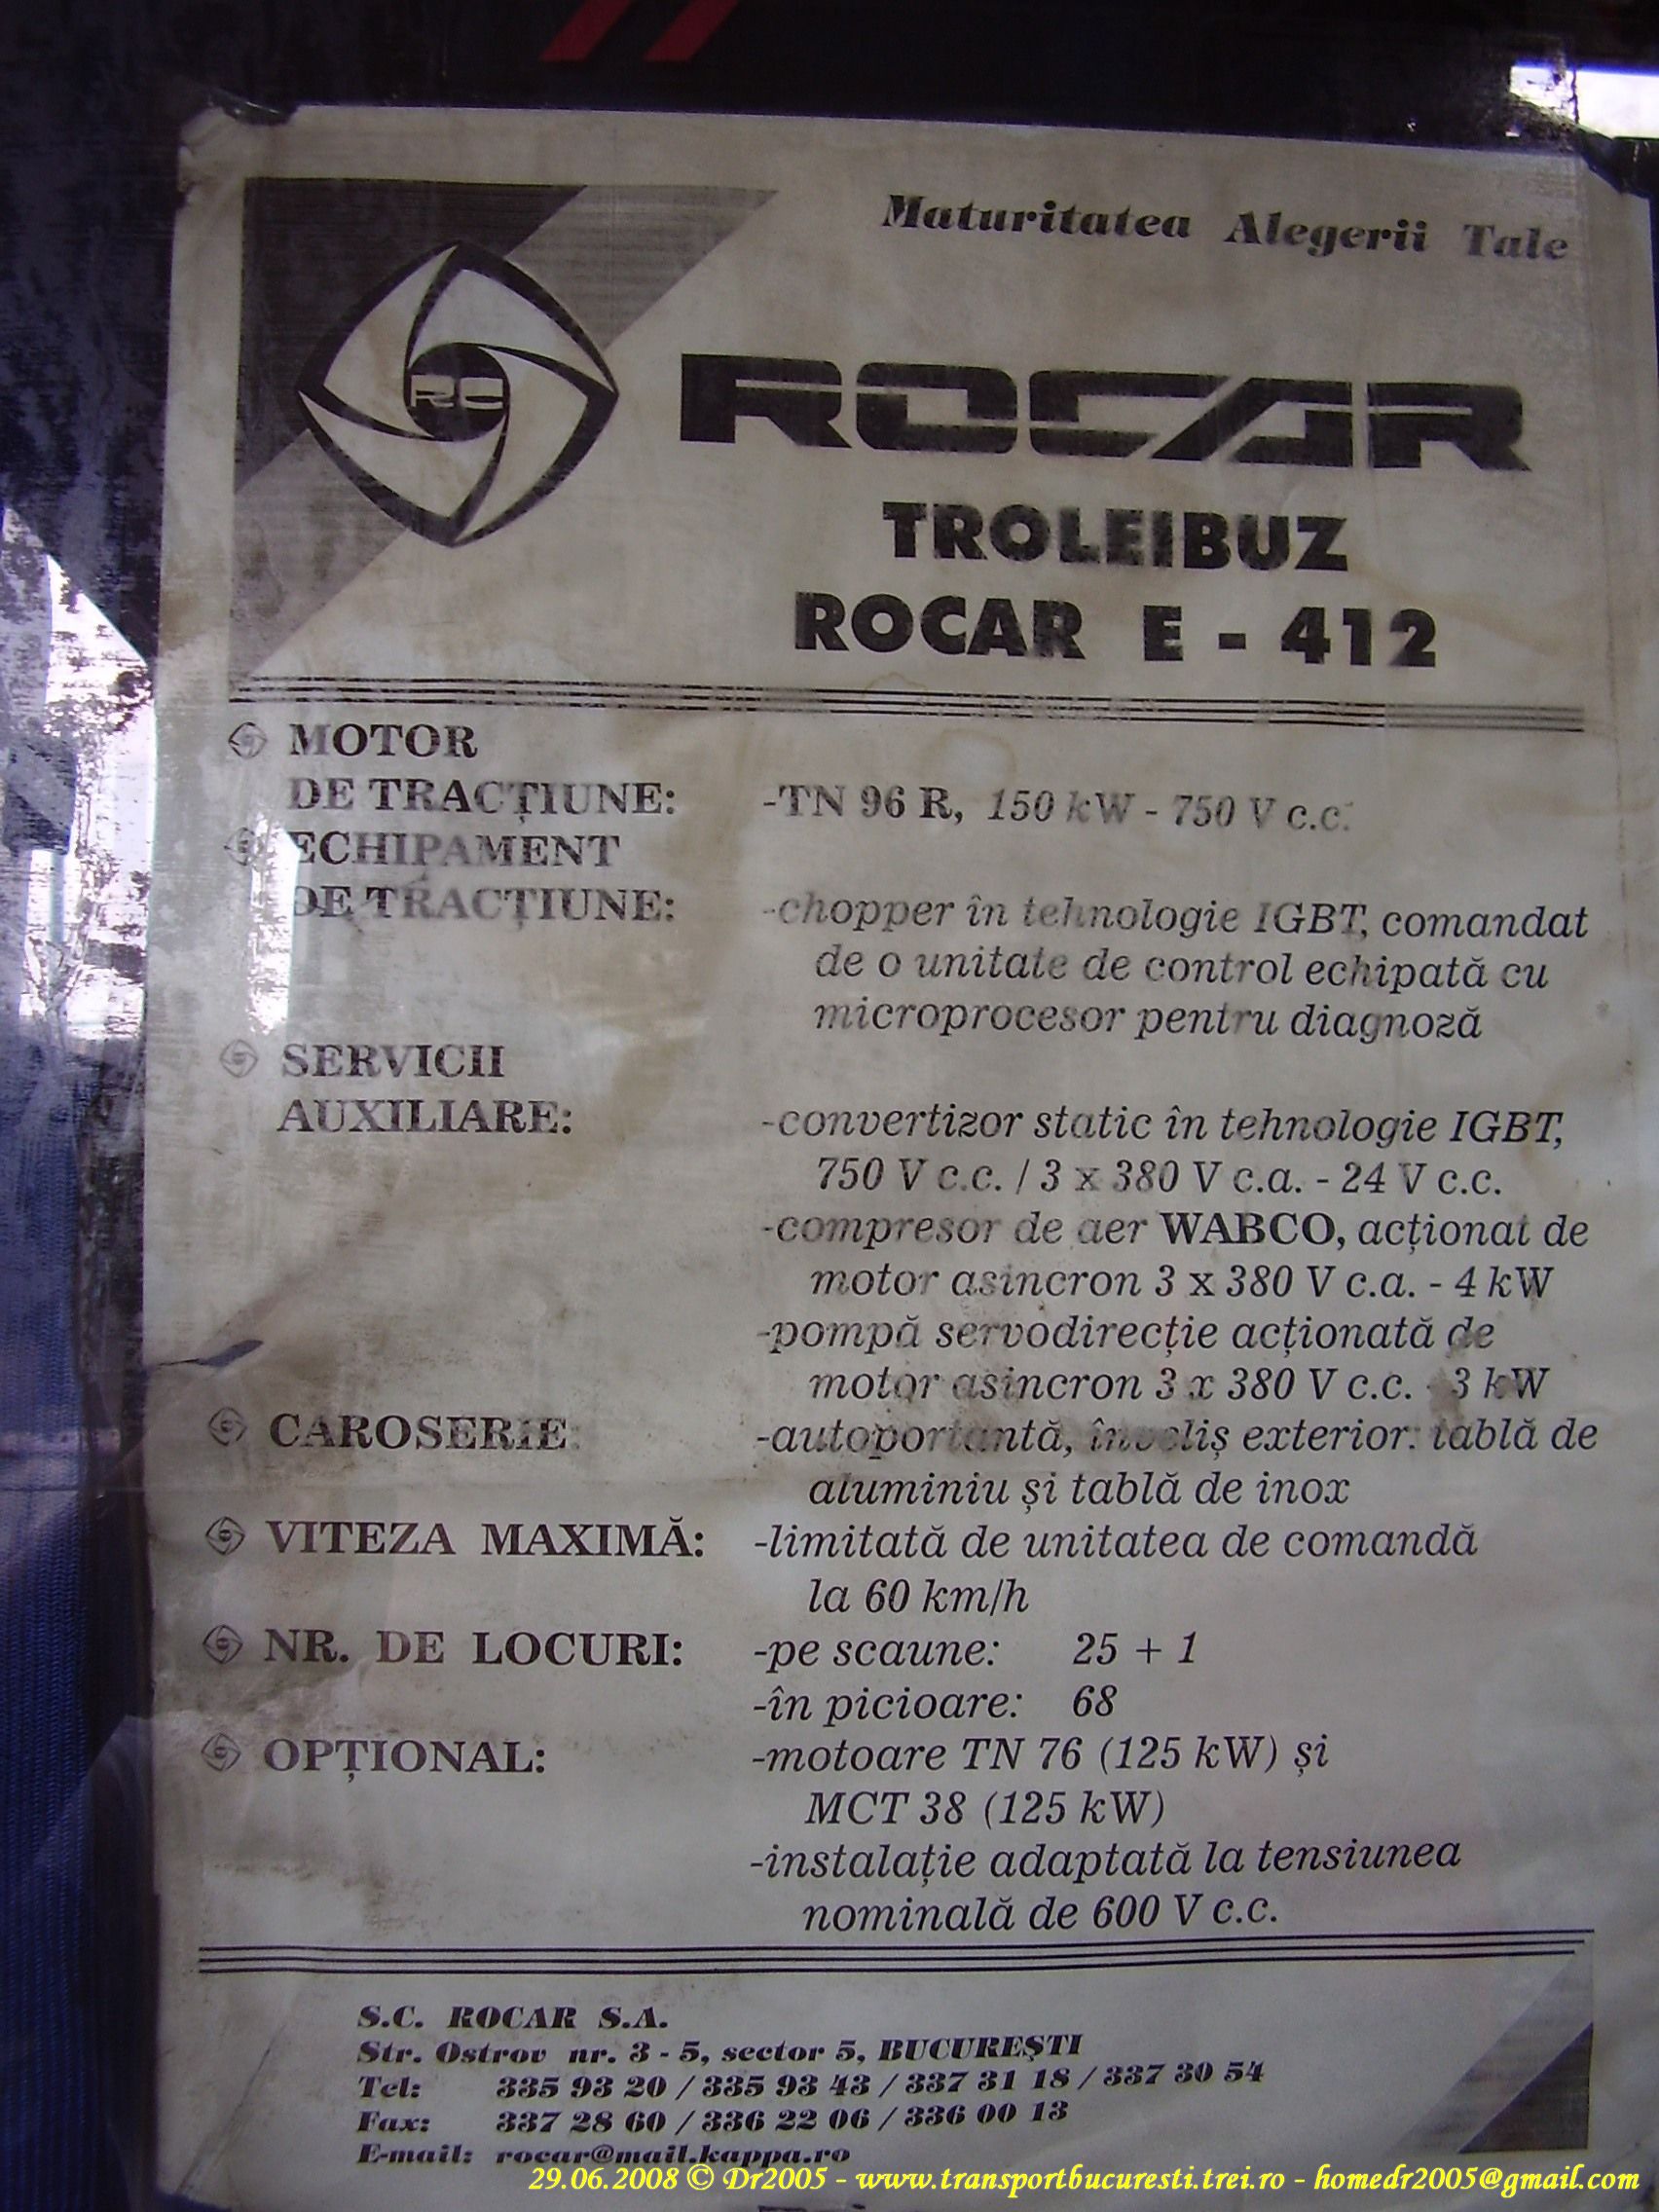 Maturitatea Alegerii Tale
RC
ROCAR
TROLEIBUZ
ROCAR E - 412
MOTOR
DE TRACȚIUNE: -TN 96 R, 150 kW - 750 V c.c.
ECHIPAMENT
DE TRACȚIUNE: -chopper în tehnologie IGBT, comandat
de o unitate de control echipată cu
microprocesor pentru diagnoză
SERVICII
AUXILIARE: -convertizor static în tehnologie IGBT,
750 V c.c. / 3 x 380 V c.a. - 24 V c.c.
-compresor de aer WABCO, acționat de
motor asincron 3 x 380 V c.a. - 4 kW
-pompă servodirecție acționată de
motor asincron 3 x 380 V c.c. - 3 kW
CAROSERIE: -autoportantă, înveliș exterior: tablă de
aluminiu și tablă de inox
VITEZA MAXIMĂ: -limitată de unitatea de comandă
la 60 km/h
NR. DE LOCURI: -pe scaune: 25 + 1
-în picioare: 68
OPȚIONAL: -motoare TN 76 (125 kW) și
MCT 38 (125 kW)
-instalație adaptată la tensiunea
nominală de 600 V c.c.
S.C. ROCAR S.A.
Str. Ostrov nr. 3 - 5, sector 5, BUCUREȘTI
Tel: 335 93 20 / 335 93 43 / 337 31 18 / 337 30 54
Fax: 337 28 60 / 336 22 06 / 336 00 13
E-mail: rocar@mail.kappa.ro
29.06.2008 © Dr2005 - www.transportbucuresti.trei.ro - homedr2005@gmail.com